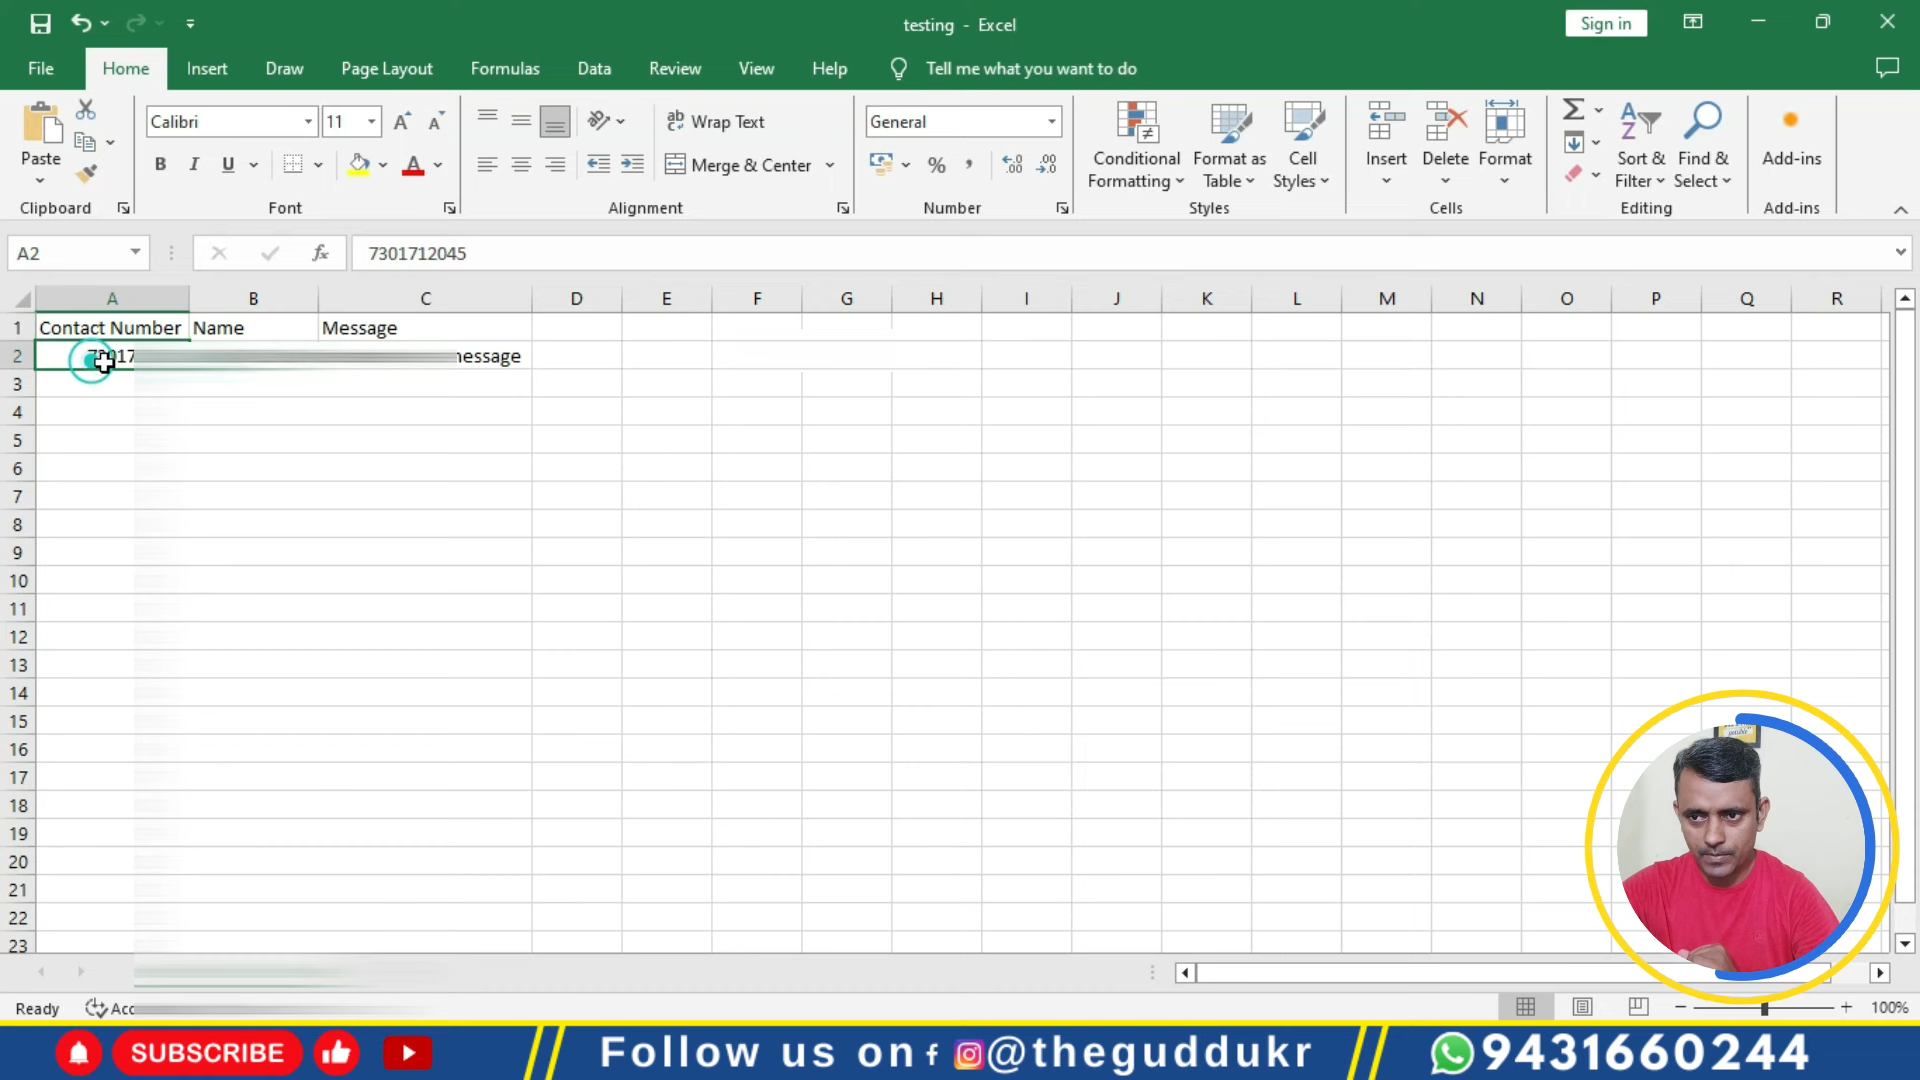 testing - Excel
Sign in
File Home Insert Draw Page Layout Formulas Data Review View Help Tell me what you want to do
Paste
Clipboard
Calibri 11
B I U
Font
Wrap Text
Merge & Center
Alignment
General
Number
Conditional Formatting
Format as Table
Cell Styles
Styles
Insert Delete Format
Cells
Sort & Filter
Find & Select
Editing
Add-ins
Add-ins
A2 fx 7301712045
A B C D E F G H I J K L M N O P Q R
1 Contact Number Name Message
2
3
4
5
6
7
8
9
10
11
12
13
14
15
16
17
18
19
20
21
22
23
Ready 100%
SUBSCRIBE Follow us on f @theguddukr 9431660244